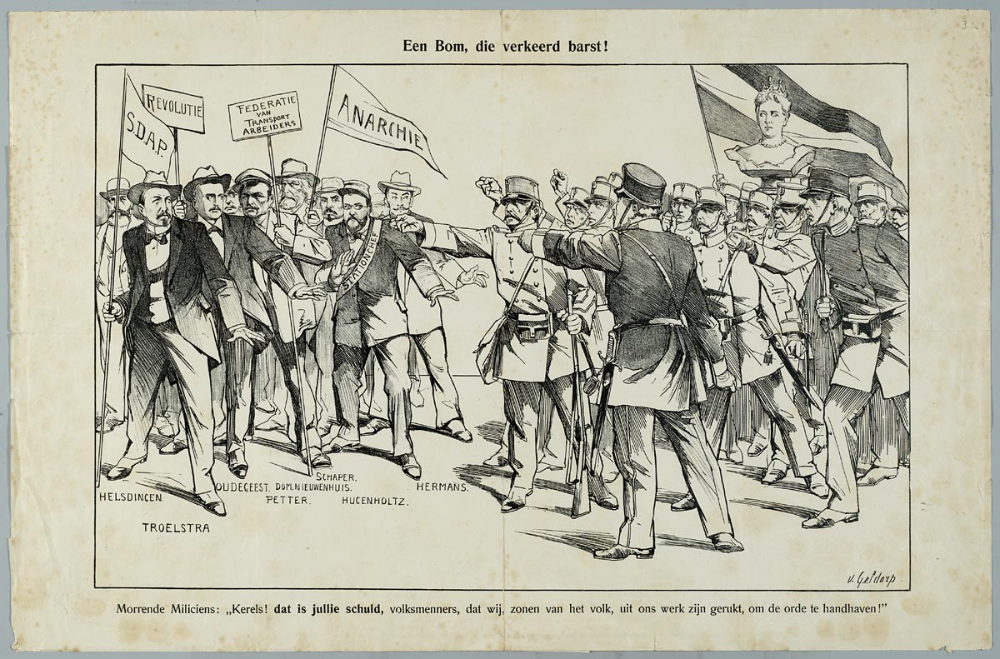 Een Bom, die verkeerd barst!
REVOLUTIE
S.D.A.P.
FEDERATIE
VAN
TRANSPORT
ARBEIDERS
ANARCHIE
STATIONCHEF
HELSDINGEN.
TROELSTRA
OUDEGEEST.
SCHAPER.
DOM. NIEUWENHUIS.
PETTER.
HUGENHOLTZ.
HERMANS.
v. Geldorp.
Morrende Miliciens: „Kerels! dat is jullie schuld, volksmenners, dat wij, zonen van het volk, uit ons werk zijn gerukt, om de orde te handhaven!”